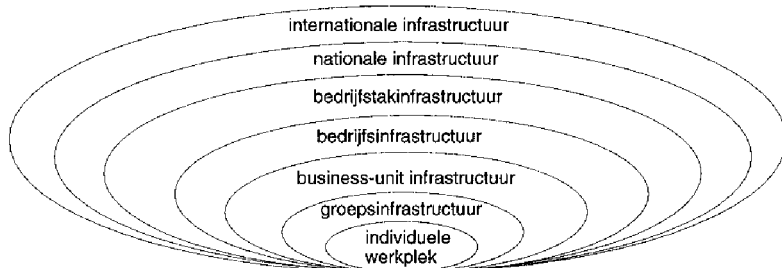 internationale infrastructuur
nationale infrastructuur
bedrijfstakinfrastructuur
bedrijfsinfrastructuur
business-unit infrastructuur
groepsinfrastructuur
individuele
werkplek